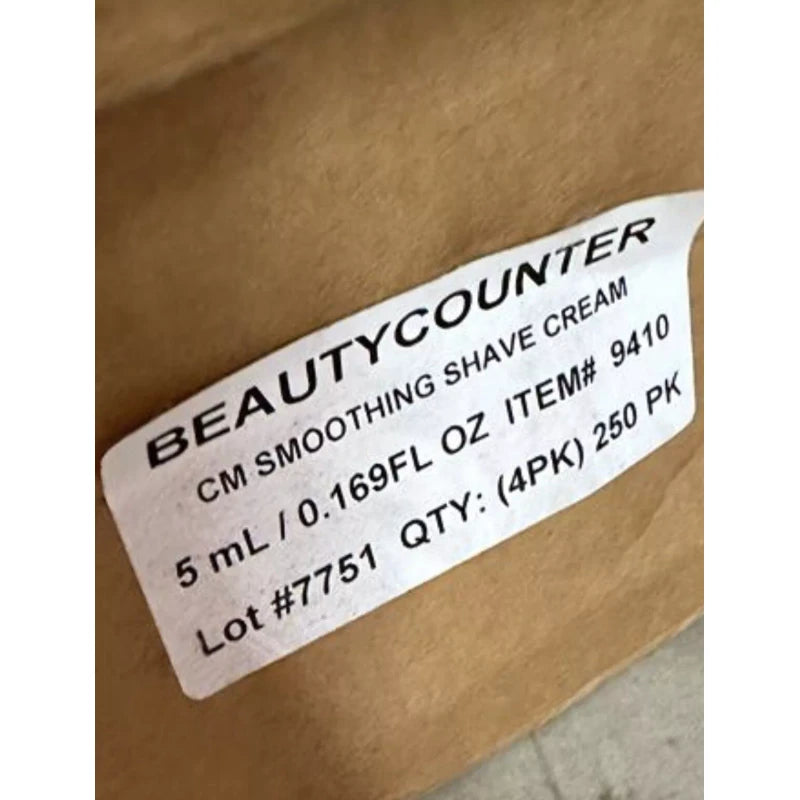 BEAUTYCOUNTER
CM SMOOTHING SHAVE CREAM
5 mL / 0.169FL OZ ITEM# 9410
Lot #7751 QTY: (4PK) 250 PK